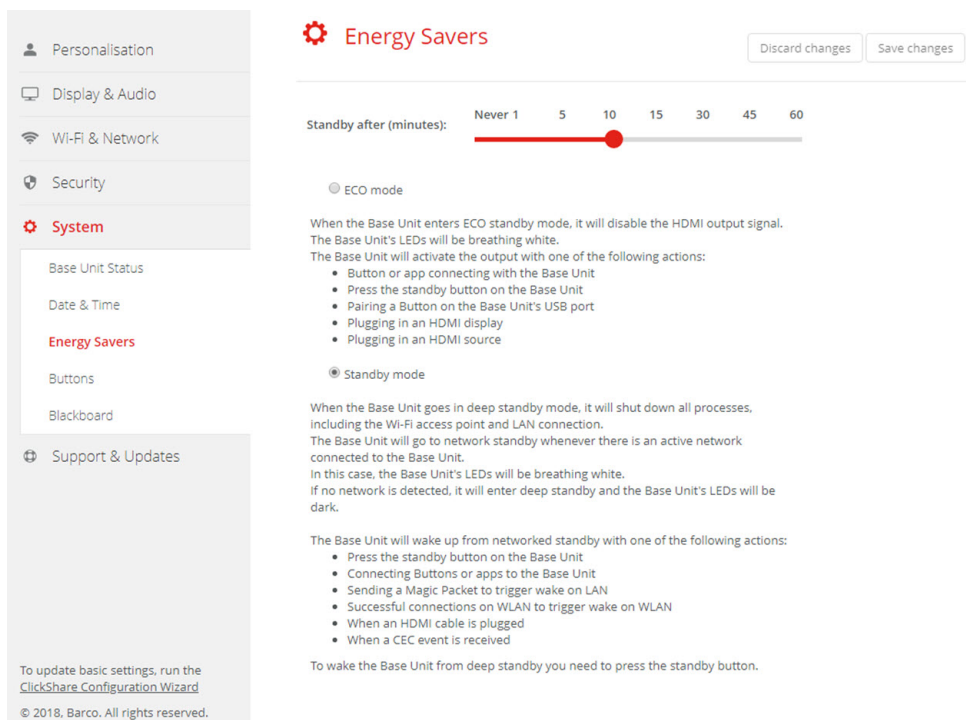 Personalisation
Display & Audio
Wi-Fi & Network
Security
System
Base Unit Status
Date & Time
Energy Savers
Buttons
Blackboard
Support & Updates
To update basic settings, run the
ClickShare Configuration Wizard
© 2018, Barco. All rights reserved.
Energy Savers
Discard changes
Save changes
Standby after (minutes):
Never 1 5 10 15 30 45 60
ECO mode
When the Base Unit enters ECO standby mode, it will disable the HDMI output signal.
The Base Unit's LEDs will be breathing white.
The Base Unit will activate the output with one of the following actions:
• Button or app connecting with the Base Unit
• Press the standby button on the Base Unit
• Pairing a Button on the Base Unit's USB port
• Plugging in an HDMI display
• Plugging in an HDMI source
Standby mode
When the Base Unit goes in deep standby mode, it will shut down all processes,
including the Wi-Fi access point and LAN connection.
The Base Unit will go to network standby whenever there is an active network
connected to the Base Unit.
In this case, the Base Unit's LEDs will be breathing white.
If no network is detected, it will enter deep standby and the Base Unit's LEDs will be
dark.
The Base Unit will wake up from networked standby with one of the following actions:
• Press the standby button on the Base Unit
• Connecting Buttons or apps to the Base Unit
• Sending a Magic Packet to trigger wake on LAN
• Successful connections on WLAN to trigger wake on WLAN
• When an HDMI cable is plugged
• When a CEC event is received
To wake the Base Unit from deep standby you need to press the standby button.